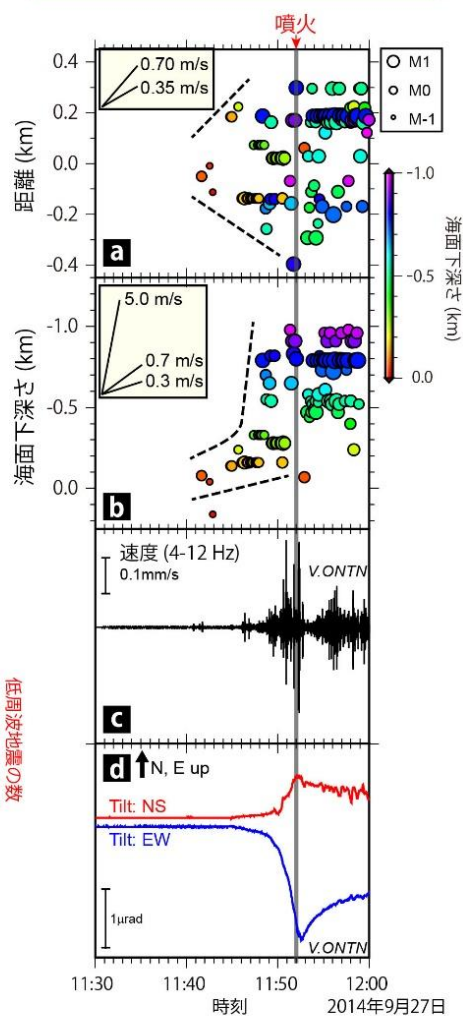 噴火
0.4
0.2
0.0
-0.2
-0.4
距離 (km)
0.70 m/s
0.35 m/s
a
M1
M0
M-1
-1.0
-0.5
0.0
海面下深さ (km)
-1.0
-0.5
0.0
海面下深さ (km)
5.0 m/s
0.7 m/s
0.3 m/s
b
速度 (4-12 Hz)
0.1mm/s
V.ONTN
c
低周波地震の数
d N, E up
Tilt: NS
Tilt: EW
1μrad
V.ONTN
11:30 11:40 11:50 12:00
時刻 2014年9月27日